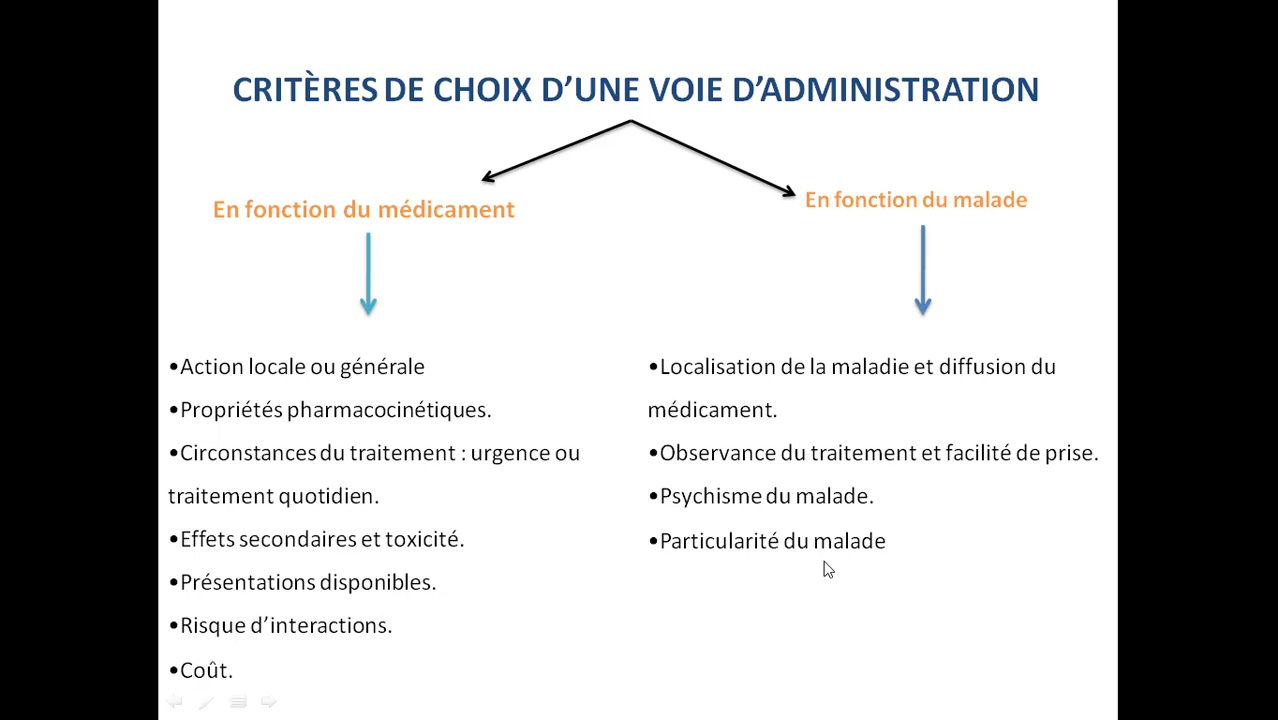 CRITÈRES DE CHOIX D’UNE VOIE D’ADMINISTRATION
En fonction du médicament
En fonction du malade
•Action locale ou générale
•Propriétés pharmacocinétiques.
•Circonstances du traitement : urgence ou
traitement quotidien.
•Effets secondaires et toxicité.
•Présentations disponibles.
•Risque d’interactions.
•Coût.
•Localisation de la maladie et diffusion du
médicament.
•Observance du traitement et facilité de prise.
•Psychisme du malade.
•Particularité du malade